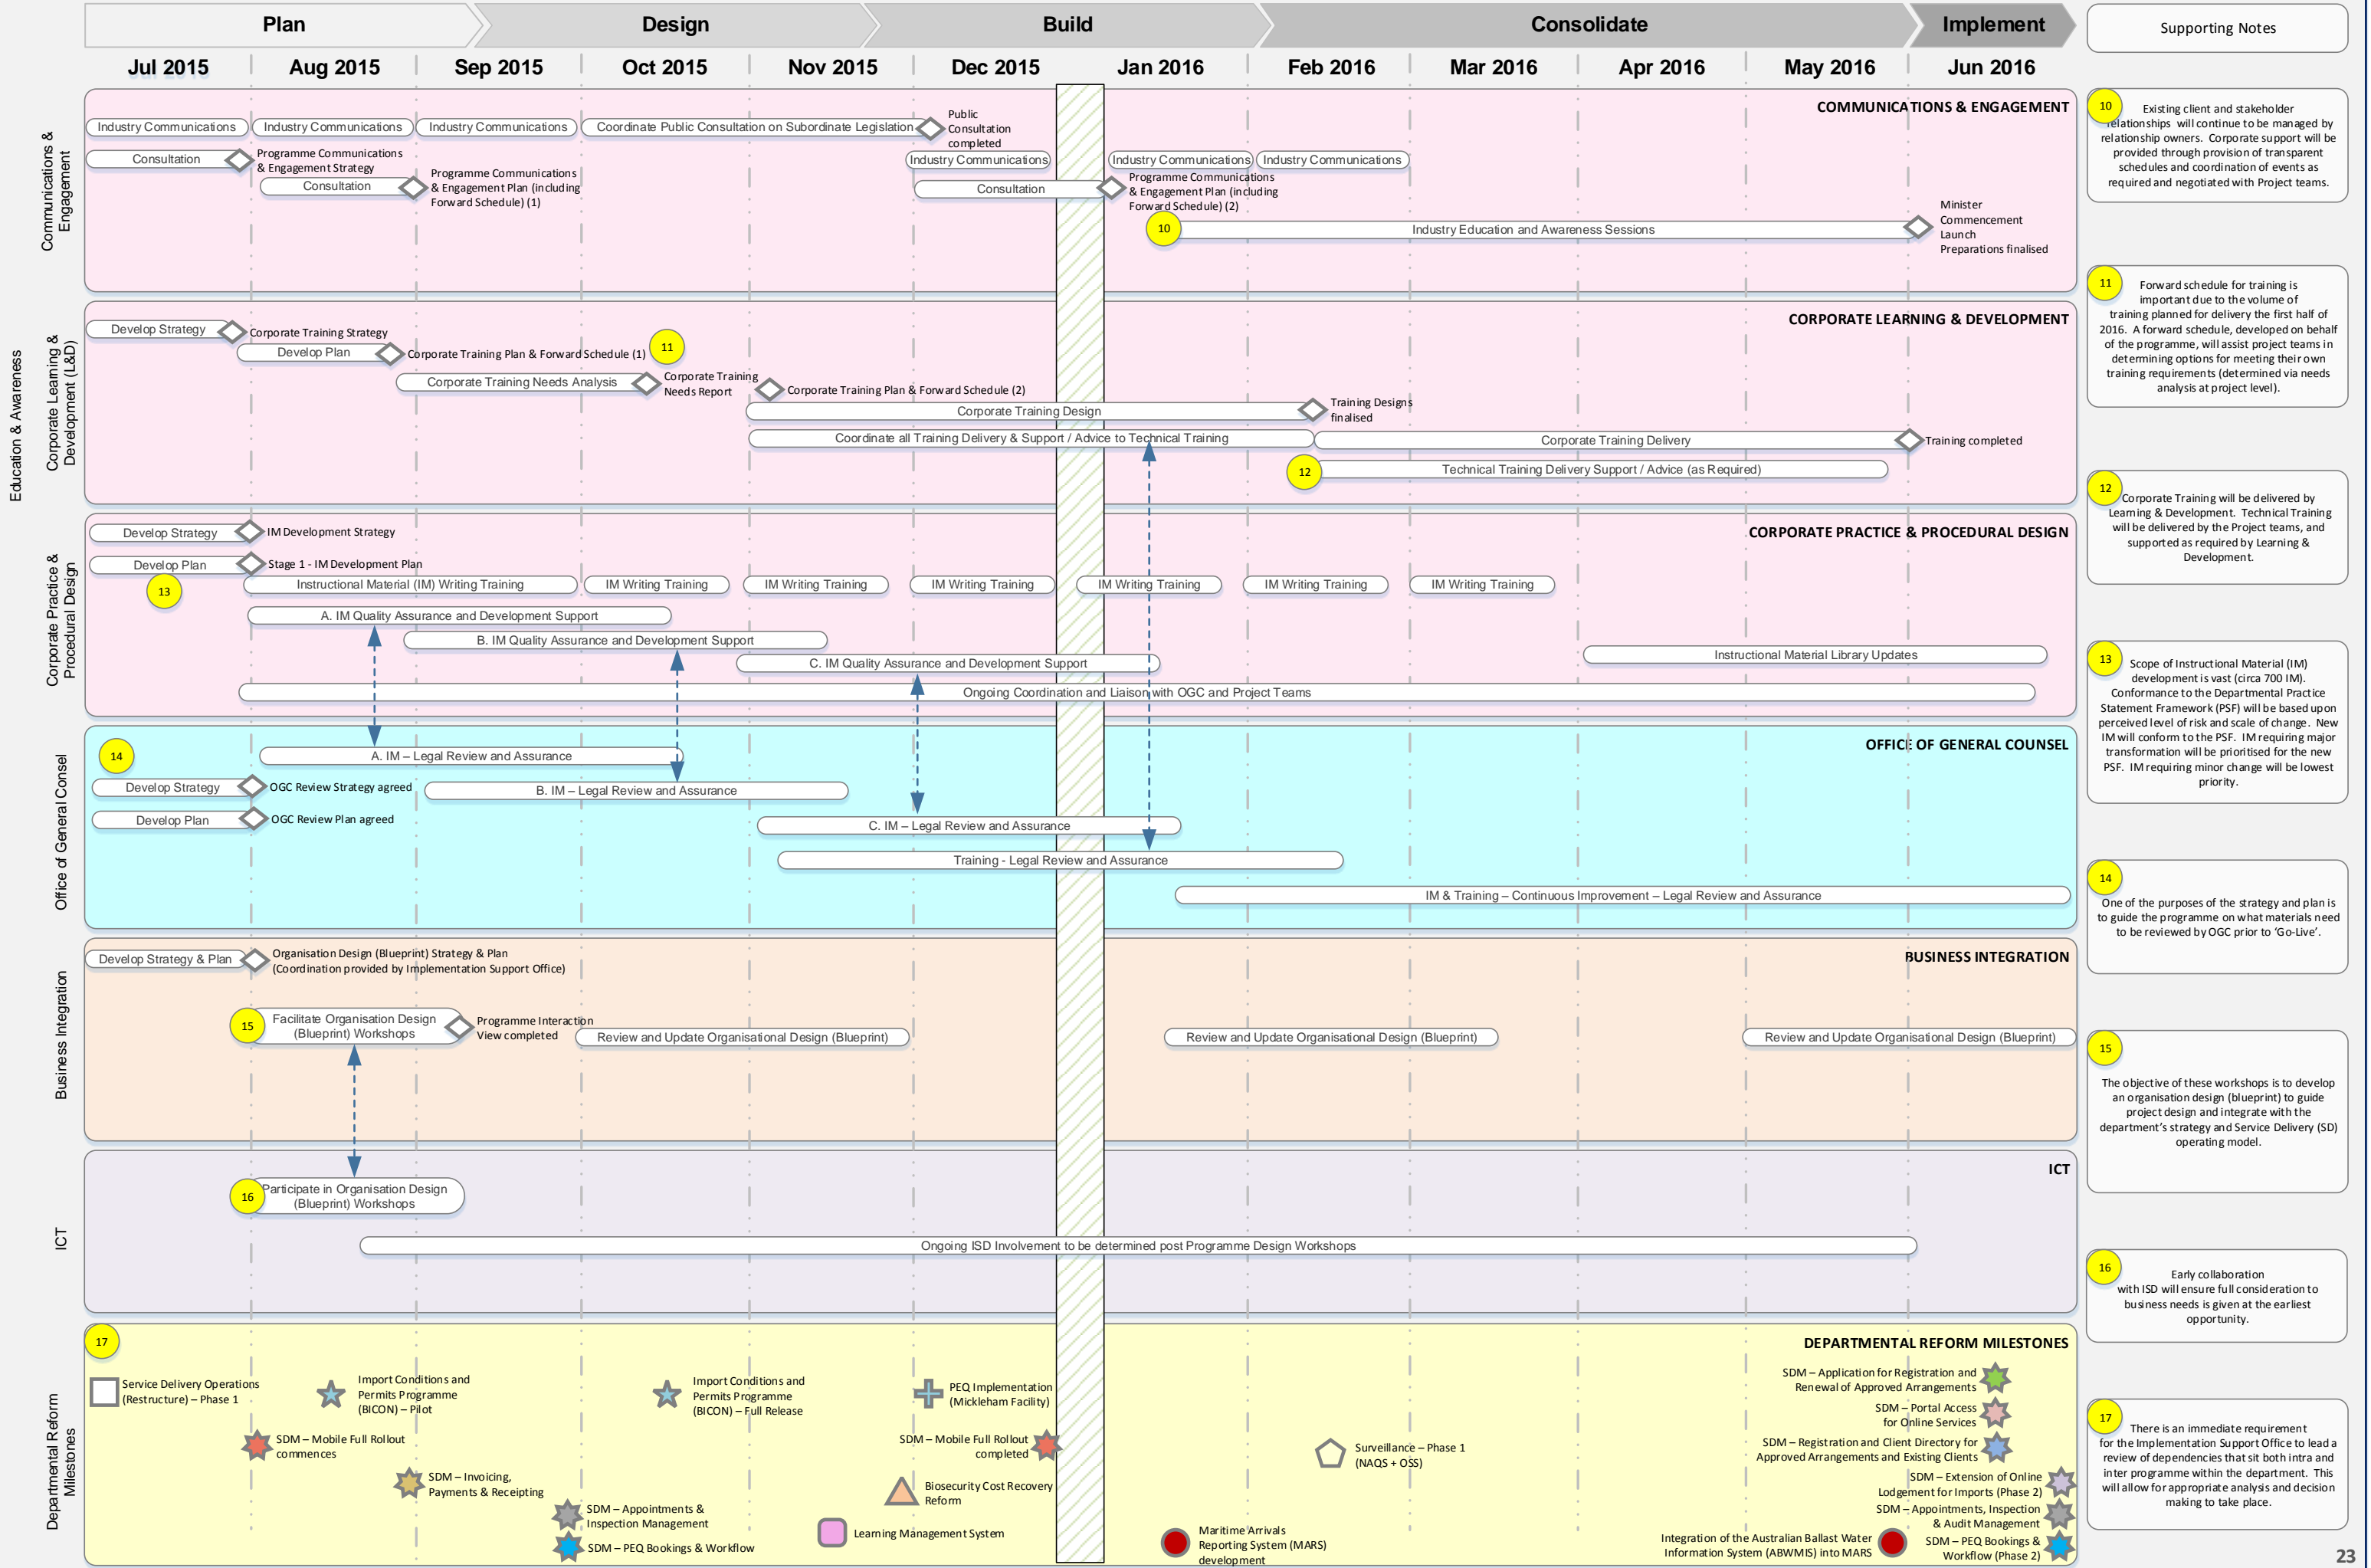 Plan
Design
Build
Consolidate
Implement
Supporting Notes
Jul 2015
Aug 2015
Sep 2015
Oct 2015
Nov 2015
Dec 2015
Jan 2016
Feb 2016
Mar 2016
Apr 2016
May 2016
Jun 2016
Education & Awareness
Communications &
Engagement
COMMUNICATIONS & ENGAGEMENT
Industry Communications
Industry Communications
Industry Communications
Coordinate Public Consultation on Subordinate Legislation
Public
Consultation
completed
Consultation
Programme Communications
& Engagement Strategy
Industry Communications
Industry Communications
Industry Communications
Consultation
Programme Communications
& Engagement Plan (including
Forward Schedule) (1)
Consultation
Programme Communications
& Engagement Plan (including
Forward Schedule) (2)
10
Industry Education and Awareness Sessions
Minister
Commencement
Launch
Preparations finalised
Corporate Learning &
Development (L&D)
CORPORATE LEARNING & DEVELOPMENT
Develop Strategy
Corporate Training Strategy
Develop Plan
Corporate Training Plan & Forward Schedule (1)
11
Corporate Training Needs Analysis
Corporate Training
Needs Report
Corporate Training Plan & Forward Schedule (2)
Corporate Training Design
Training Designs
finalised
Coordinate all Training Delivery & Support / Advice to Technical Training
Corporate Training Delivery
Training completed
12
Technical Training Delivery Support / Advice (as Required)
Corporate Practice &
Procedural Design
CORPORATE PRACTICE & PROCEDURAL DESIGN
Develop Strategy
IM Development Strategy
Develop Plan
Stage 1 - IM Development Plan
13
Instructional Material (IM) Writing Training
IM Writing Training
IM Writing Training
IM Writing Training
IM Writing Training
IM Writing Training
IM Writing Training
A. IM Quality Assurance and Development Support
B. IM Quality Assurance and Development Support
C. IM Quality Assurance and Development Support
Instructional Material Library Updates
Ongoing Coordination and Liaison with OGC and Project Teams
Office of General Consel
OFFICE OF GENERAL COUNSEL
14
A. IM – Legal Review and Assurance
Develop Strategy
OGC Review Strategy agreed
B. IM – Legal Review and Assurance
Develop Plan
OGC Review Plan agreed
C. IM – Legal Review and Assurance
Training - Legal Review and Assurance
IM & Training – Continuous Improvement – Legal Review and Assurance
Business Integration
BUSINESS INTEGRATION
Develop Strategy & Plan
Organisation Design (Blueprint) Strategy & Plan
(Coordination provided by Implementation Support Office)
15
Facilitate Organisation Design
(Blueprint) Workshops
Programme Interaction
View completed
Review and Update Organisational Design (Blueprint)
Review and Update Organisational Design (Blueprint)
Review and Update Organisational Design (Blueprint)
ICT
ICT
16
Participate in Organisation Design
(Blueprint) Workshops
Ongoing ISD Involvement to be determined post Programme Design Workshops
Departmental Reform
Milestones
17
DEPARTMENTAL REFORM MILESTONES
Service Delivery Operations
(Restructure) – Phase 1
Import Conditions and
Permits Programme
(BICON) – Pilot
Import Conditions and
Permits Programme
(BICON) – Full Release
PEQ Implementation
(Mickleham Facility)
SDM – Mobile Full Rollout
commences
SDM – Mobile Full Rollout
completed
SDM – Invoicing,
Payments & Receipting
SDM – Appointments &
Inspection Management
SDM – PEQ Bookings & Workflow
Biosecurity Cost Recovery
Reform
Learning Management System
Surveillance – Phase 1
(NAQS + OSS)
Maritime Arrivals
Reporting System (MARS)
development
SDM – Application for Registration and
Renewal of Approved Arrangements
SDM – Portal Access
for Online Services
SDM – Registration and Client Directory for
Approved Arrangements and Existing Clients
SDM – Extension of Online
Lodgement for Imports (Phase 2)
SDM – Appointments, Inspection
& Audit Management
Integration of the Australian Ballast Water
Information System (ABWMIS) into MARS
SDM – PEQ Bookings &
Workflow (Phase 2)
10
Existing client and stakeholder
relationships will continue to be managed by
relationship owners. Corporate support will be
provided through provision of transparent
schedules and coordination of events as
required and negotiated with Project teams.
11
Forward schedule for training is
important due to the volume of
training planned for delivery the first half of
2016. A forward schedule, developed on behalf
of the programme, will assist project teams in
determining options for meeting their own
training requirements (determined via needs
analysis at project level).
12
Corporate Training will be delivered by
Learning & Development. Technical Training
will be delivered by the Project teams, and
supported as required by Learning &
Development.
13
Scope of Instructional Material (IM)
development is vast (circa 700 IM).
Conformance to the Departmental Practice
Statement Framework (PSF) will be based upon
perceived level of risk and scale of change. New
IM will conform to the PSF. IM requiring major
transformation will be prioritised for the new
PSF. IM requiring minor change will be lowest
priority.
14
One of the purposes of the strategy and plan is
to guide the programme on what materials need
to be reviewed by OGC prior to ‘Go-Live’.
15
The objective of these workshops is to develop
an organisation design (blueprint) to guide
project design and integrate with the
department’s strategy and Service Delivery (SD)
operating model.
16
Early collaboration
with ISD will ensure full consideration to
business needs is given at the earliest
opportunity.
17
There is an immediate requirement
for the Implementation Support Office to lead a
review of dependencies that sit both intra and
inter programme within the department. This
will allow for appropriate analysis and decision
making to take place.
23